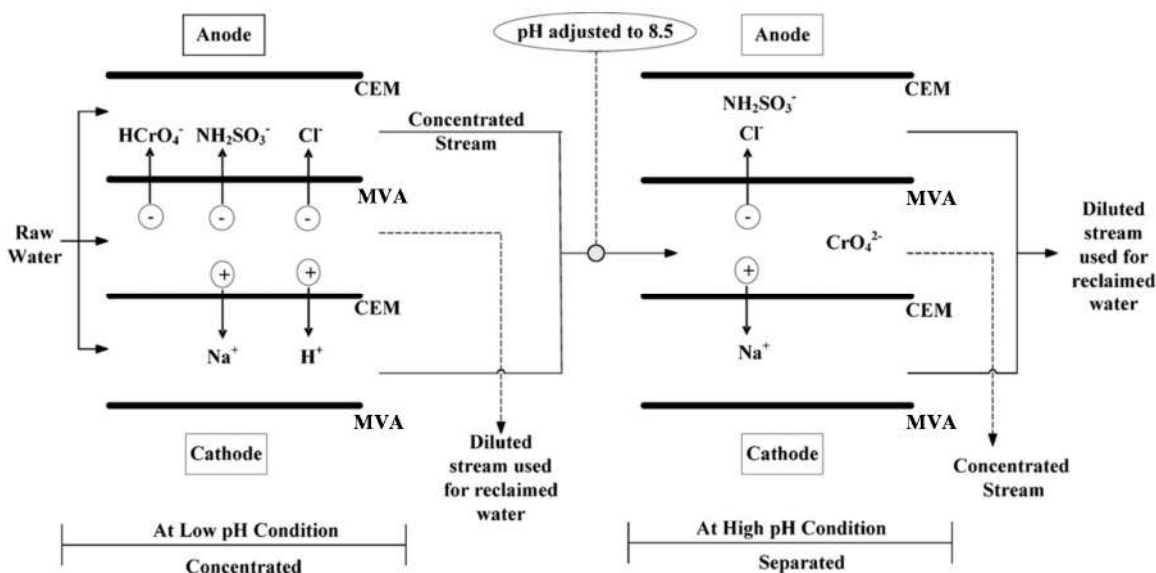 Anode
pH adjusted to 8.5
Anode
CEM
CEM
HCrO₄⁻ NH₂SO₃⁻ Cl⁻
Concentrated
Stream
NH₂SO₃⁻
Cl⁻
MVA
MVA
- - -
-
Raw
Water
CrO₄²⁻
Diluted
stream
used for
reclaimed
water
+ +
+
CEM
CEM
Na⁺ H⁺
Na⁺
MVA
MVA
Cathode
Cathode
Diluted
stream used
for reclaimed
water
Concentrated
Stream
At Low pH Condition
Concentrated
At High pH Condition
Separated